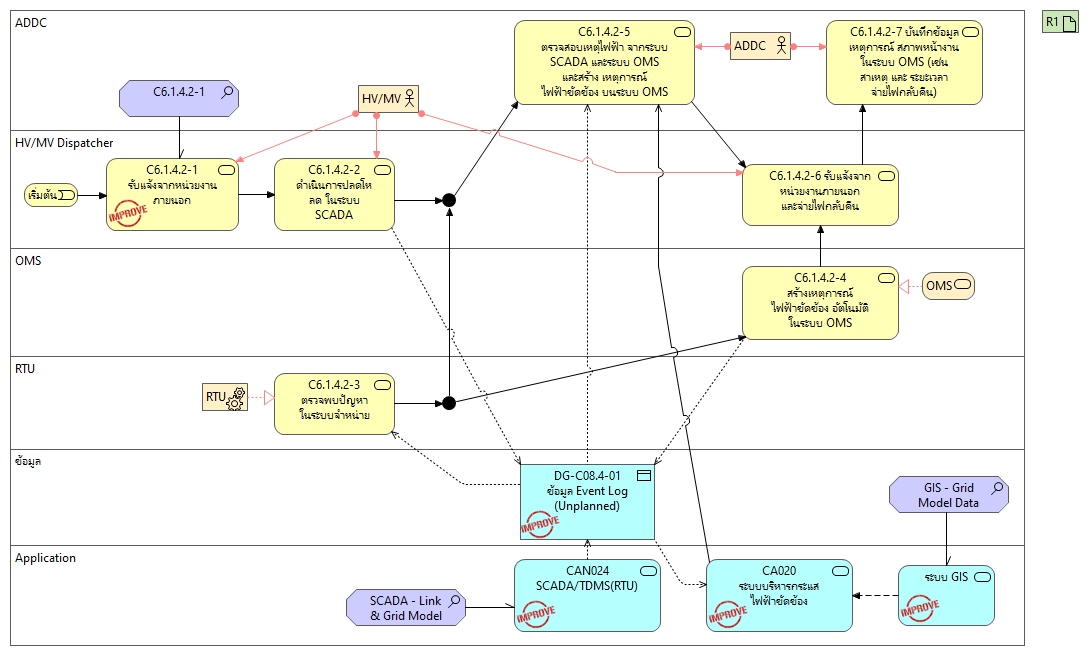 ADDC
C6.1.4.2-5
ตรวจสอบเหตุไฟฟ้า จากระบบ
SCADA และระบบ OMS
และสร้าง เหตุการณ์
ไฟฟ้าขัดข้อง บนระบบ OMS
ADDC
C6.1.4.2-7 บันทึกข้อมูล
เหตุการณ์ สภาพหน้างาน
ในระบบ OMS (เช่น
สาเหตุ และ ระยะเวลา
จ่ายไฟกลับคืน)
R1
C6.1.4.2-1
HV/MV
HV/MV Dispatcher
เริ่มต้น
C6.1.4.2-1
รับแจ้งจากหน่วยงาน
ภายนอก
IMPROVE
C6.1.4.2-2
ดำเนินการปลดโห
ลด ในระบบ
SCADA
C6.1.4.2-6 รับแจ้งจาก
หน่วยงานภายนอก
และจ่ายไฟกลับคืน
OMS
C6.1.4.2-4
สร้างเหตุการณ์
ไฟฟ้าขัดข้อง อัตโนมัติ
ในระบบ OMS
OMS
RTU
RTU
C6.1.4.2-3
ตรวจพบปัญหา
ในระบบจำหน่าย
ข้อมูล
DG-C08.4-01
ข้อมูล Event Log
(Unplanned)
IMPROVE
GIS - Grid
Model Data
Application
SCADA - Link
& Grid Model
CAN024
SCADA/TDMS(RTU)
IMPROVE
CA020
ระบบบริหารกระแส
ไฟฟ้าขัดข้อง
IMPROVE
ระบบ GIS
IMPROVE